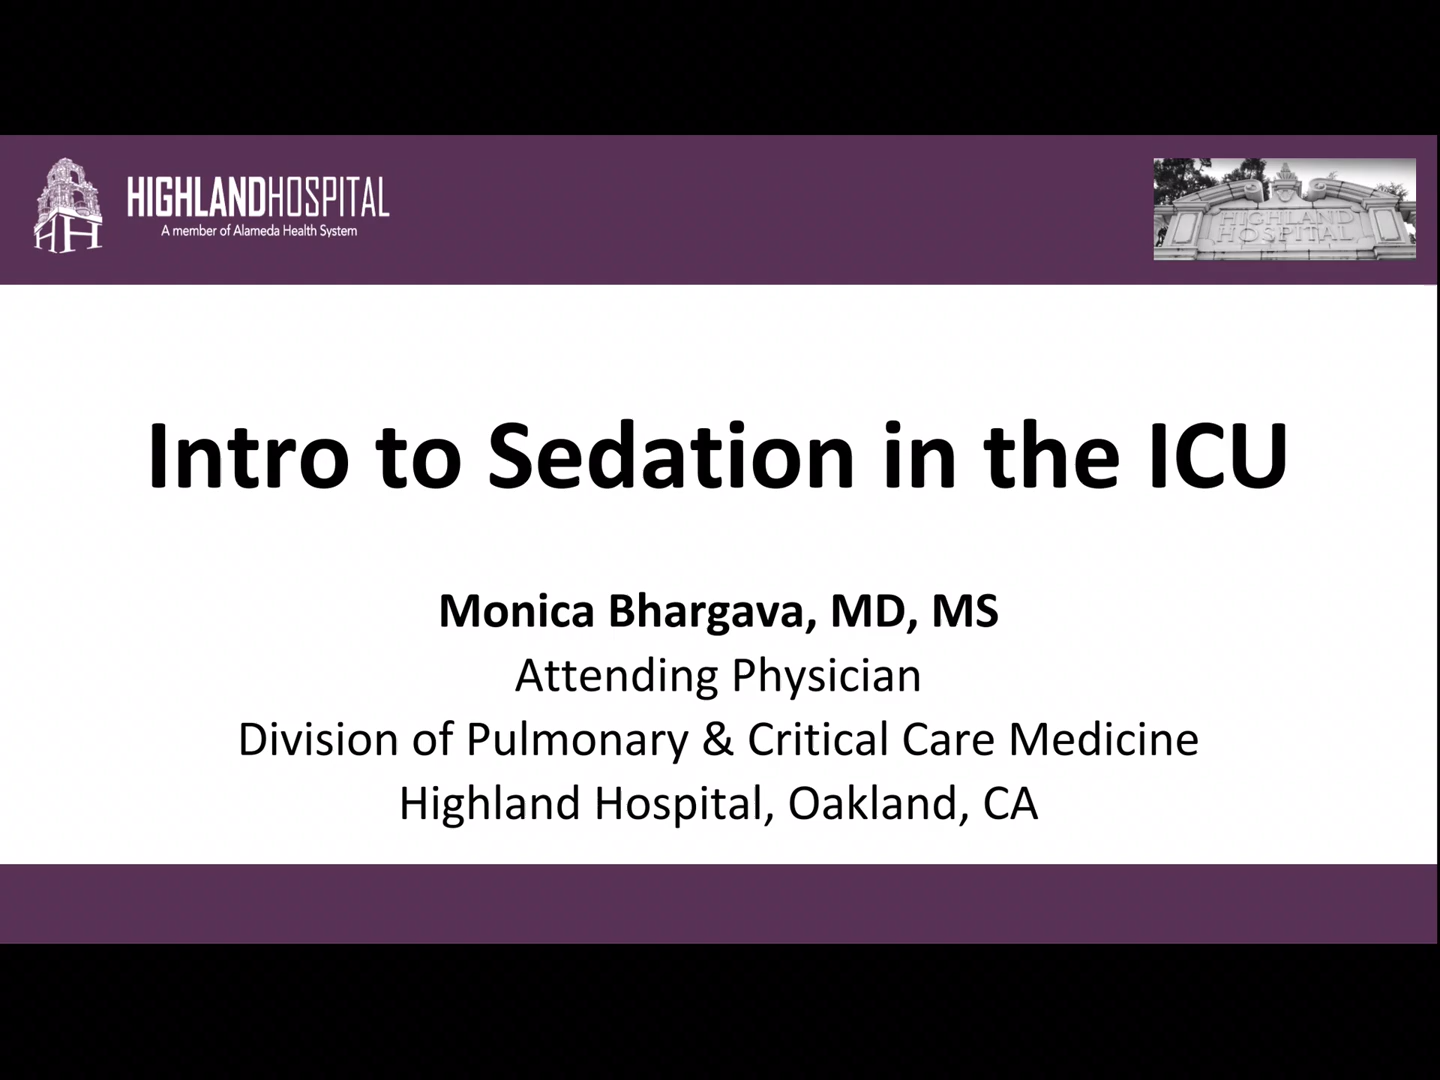 HIGHLANDHOSPITAL
A member of Alameda Health System
HIGHLAND
HOSPITAL
Intro to Sedation in the ICU
Monica Bhargava, MD, MS
Attending Physician
Division of Pulmonary & Critical Care Medicine
Highland Hospital, Oakland, CA